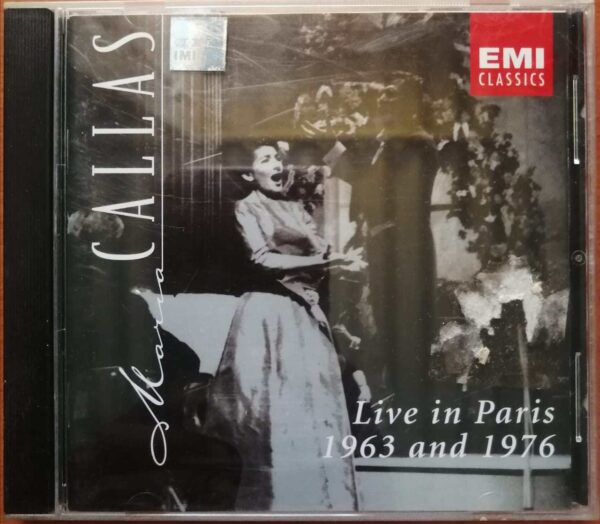 Maria CALLAS
EMI
CLASSICS
Live in Paris
1963 and 1976